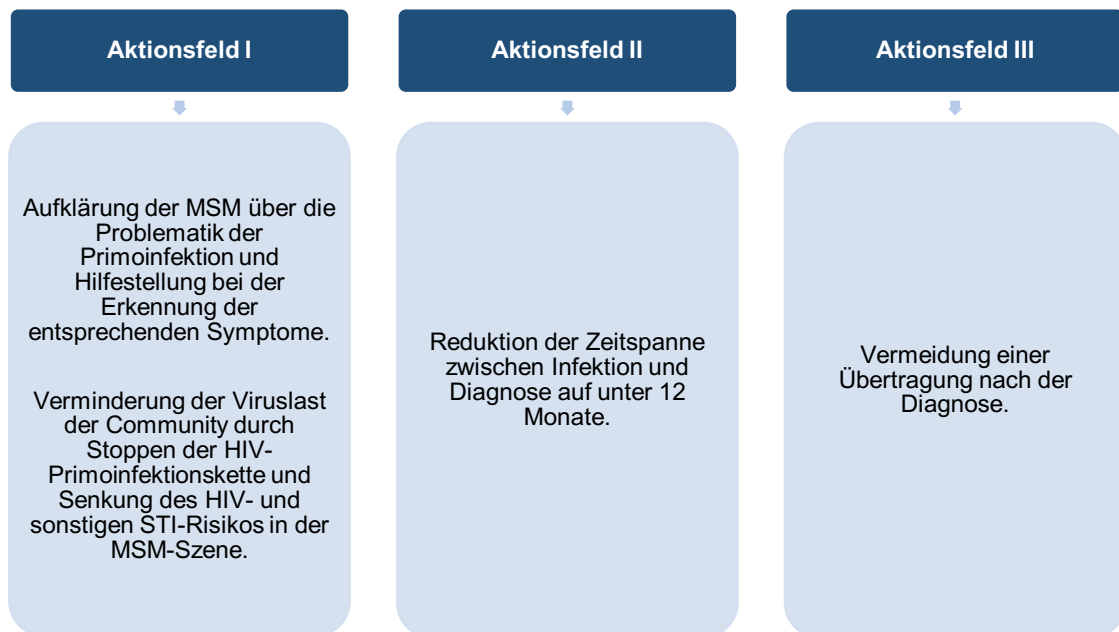 Aktionsfeld I
Aufklärung der MSM über die
Problematik der
Primoinfektion und
Hilfestellung bei der
Erkennung der
entsprechenden Symptome.
Verminderung der Viruslast
der Community durch
Stoppen der HIV-
Primoinfektionskette und
Senkung des HIV- und
sonstigen STI-Risikos in der
MSM-Szene.
Aktionsfeld II
Reduktion der Zeitspanne
zwischen Infektion und
Diagnose auf unter 12
Monate.
Aktionsfeld III
Vermeidung einer
Übertragung nach der
Diagnose.